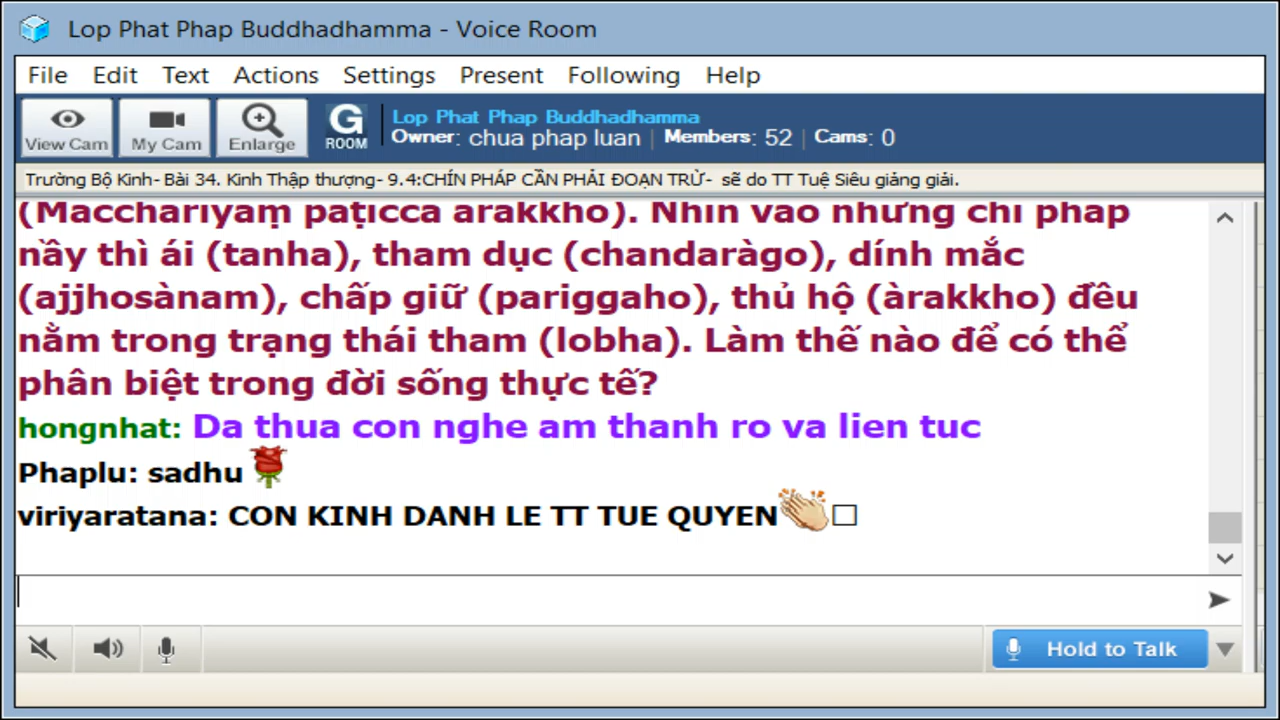 Lop Phat Phap Buddhadhamma - Voice Room
File Edit Text Actions Settings Present Following Help
View Cam My Cam Enlarge G ROOM
Lop Phat Phap Buddhadhamma
Owner: chua phap luan | Members: 52 | Cams: 0
Trường Bộ Kinh- Bài 34. Kinh Thập thượng- 9.4:CHÍN PHÁP CẦN PHẢI ĐOẠN TRỪ- sẽ do TT Tuệ Siêu giảng giải.
(Macchariyaṃ paṭicca arakkho). Nhìn vào những chi pháp
nầy thì ái (tanha), tham dục (chandaràgo), dính mắc
(ajjhosànam), chấp giữ (pariggaho), thủ hộ (àrakkho) đều
nằm trong trạng thái tham (lobha). Làm thế nào để có thể
phân biệt trong đời sống thực tế?
hongnhat: Da thua con nghe am thanh ro va lien tuc
Phaplu: sadhu
viriyaratana: CON KINH DANH LE TT TUE QUYEN
Hold to Talk